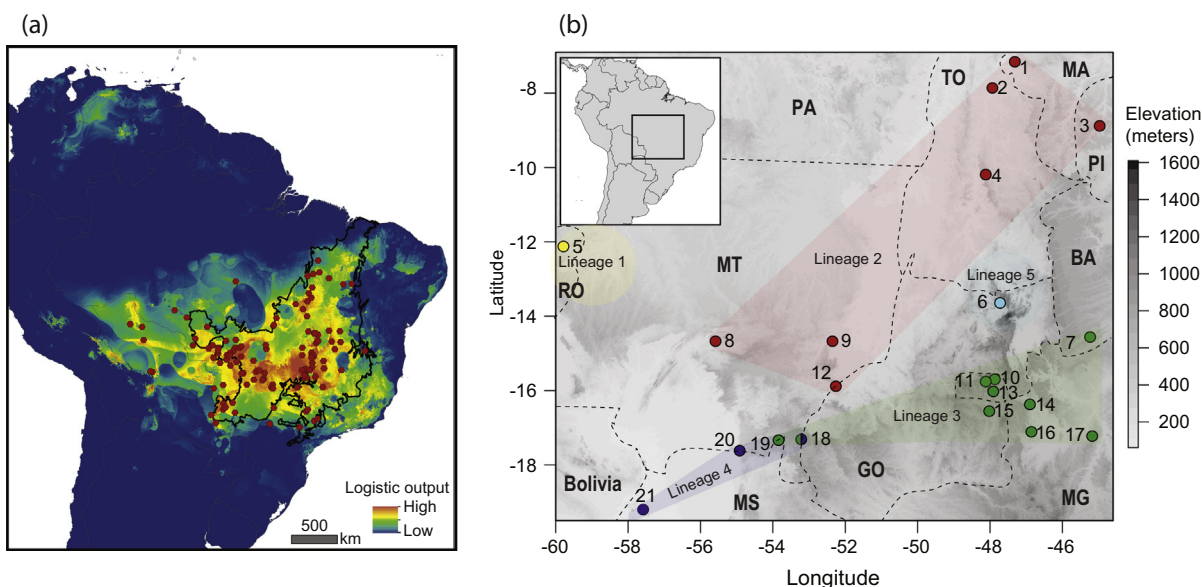 (a)
Logistic output
High
Low
500
km
(b)
Latitude
-8
-10
-12
-14
-16
-18
-60
-58
-56
-54
-52
-50
-48
-46
Longitude
PA
TO
MA
PI
BA
MT
RO
Bolivia
MS
GO
MG
Lineage 1
Lineage 2
Lineage 3
Lineage 4
Lineage 5
1
2
3
4
5
6
7
8
9
10
11
12
13
14
15
16
17
18
19
20
21
Elevation
(meters)
1600
1400
1200
1000
800
600
400
200